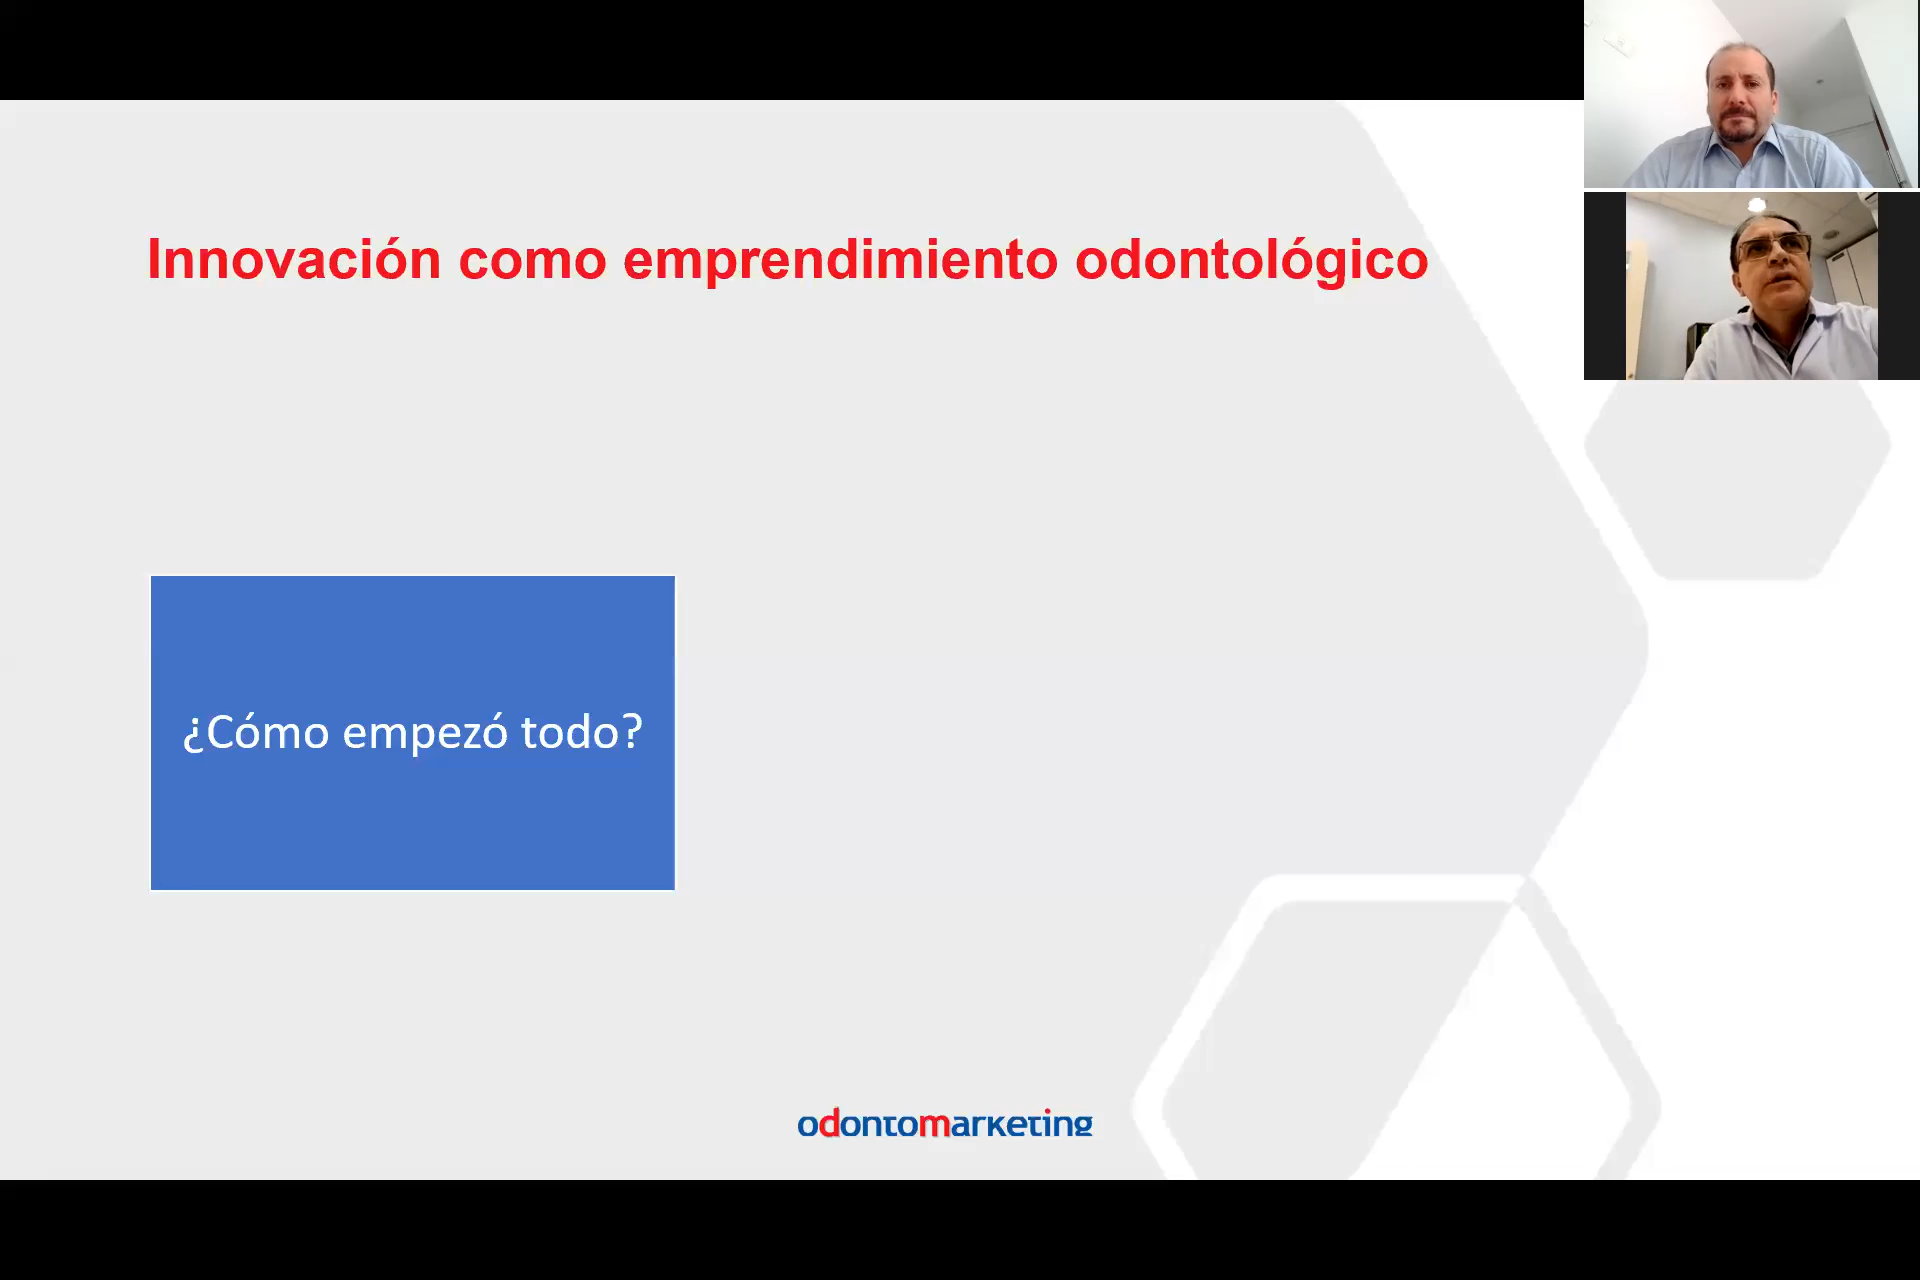 Innovación como emprendimiento odontológico
¿Cómo empezó todo?
odontomarketing